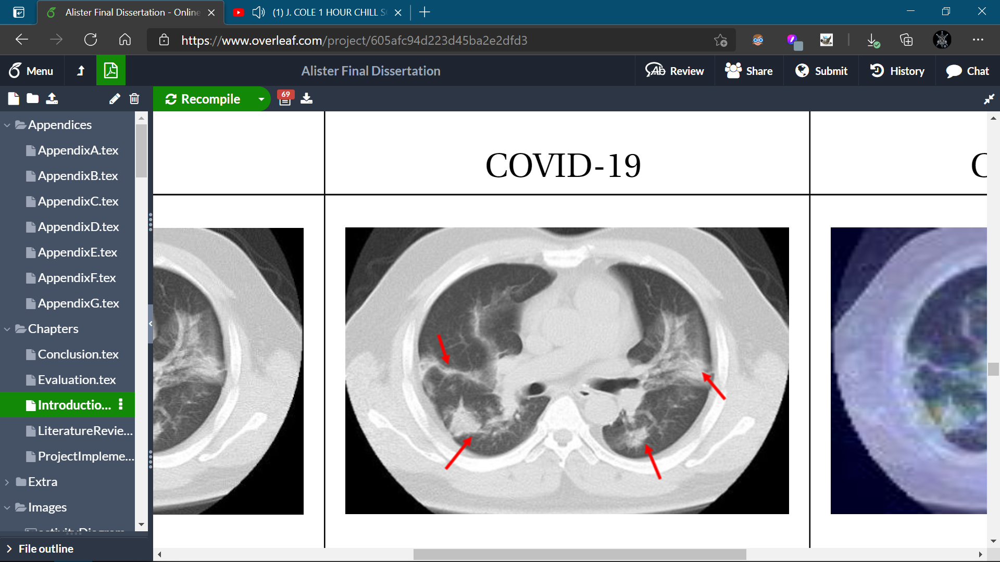 Alister Final Dissertation - Online
(1) J. COLE 1 HOUR CHILL S
https://www.overleaf.com/project/605afc94d223d45ba2e2dfd3
Menu
Alister Final Dissertation
Review
Share
Submit
History
Chat
Recompile
69
Appendices
AppendixA.tex
AppendixB.tex
AppendixC.tex
AppendixD.tex
AppendixE.tex
AppendixF.tex
AppendixG.tex
Chapters
Conclusion.tex
Evaluation.tex
Introductio...
LiteratureRevie...
ProjectImpleme...
Extra
Images
activityDiagram
File outline
COVID-19
C